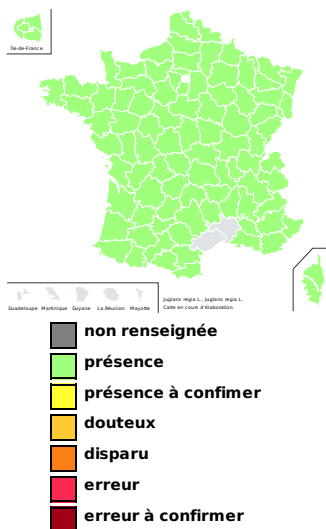 Île-de-France
Guadeloupe Martinique Guyane La Réunion Mayotte
Juglans regia L., Juglans regia L.
Carte en cours d'élaboration.
non renseignée
présence
présence à confimer
douteux
disparu
erreur
erreur à confirmer